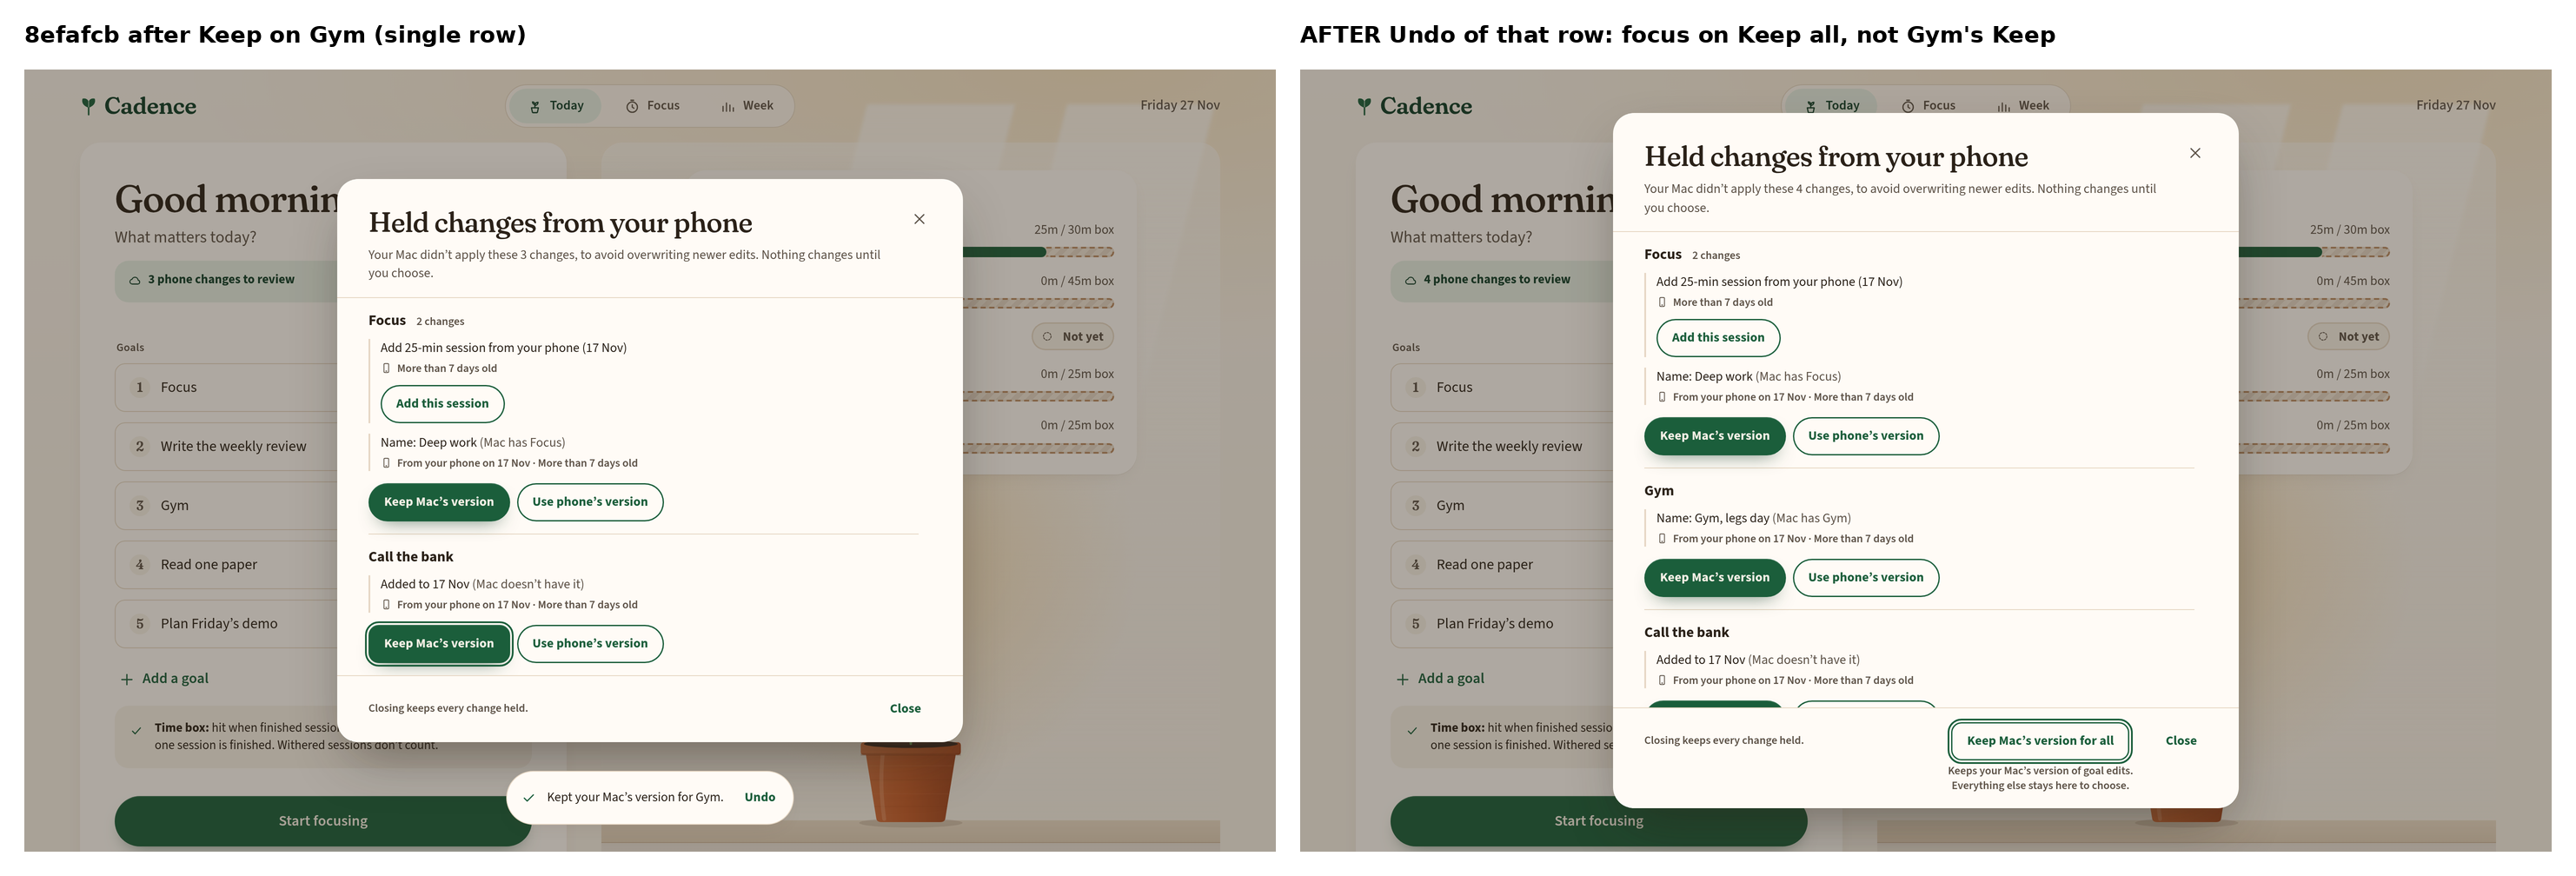 8efafcb after Keep on Gym (single row)
Cadence
Today
Focus
Week
Friday 27 Nov
Good mornin
What matters today?
3 phone changes to review
Goals
1 Focus
2 Write the weekly review
3 Gym
4 Read one paper
5 Plan Friday's demo
+ Add a goal
Time box: hit when finished sessio
one session is finished. Withered sessions don't count.
Start focusing
25m / 30m box
0m / 45m box
Not yet
0m / 25m box
0m / 25m box
Held changes from your phone
Your Mac didn’t apply these 3 changes, to avoid overwriting newer edits. Nothing changes until
you choose.
Focus 2 changes
Add 25-min session from your phone (17 Nov)
More than 7 days old
Add this session
Name: Deep work (Mac has Focus)
From your phone on 17 Nov · More than 7 days old
Keep Mac’s version
Use phone’s version
Call the bank
Added to 17 Nov (Mac doesn’t have it)
From your phone on 17 Nov · More than 7 days old
Keep Mac’s version
Use phone’s version
Closing keeps every change held.
Close
Kept your Mac’s version for Gym.
Undo
AFTER Undo of that row: focus on Keep all, not Gym's Keep
Cadence
Today
Focus
Week
Friday 27 Nov
Good mornin
What matters today?
4 phone changes to review
Goals
1 Focus
2 Write the weekly review
3 Gym
4 Read one paper
5 Plan Friday’s demo
+ Add a goal
Time box: hit when finished sessio
one session is finished. Withered se
Start focusing
25m / 30m box
0m / 45m box
Not yet
0m / 25m box
0m / 25m box
Held changes from your phone
Your Mac didn’t apply these 4 changes, to avoid overwriting newer edits. Nothing changes until
you choose.
Focus 2 changes
Add 25-min session from your phone (17 Nov)
More than 7 days old
Add this session
Name: Deep work (Mac has Focus)
From your phone on 17 Nov · More than 7 days old
Keep Mac’s version
Use phone’s version
Gym
Name: Gym, legs day (Mac has Gym)
From your phone on 17 Nov · More than 7 days old
Keep Mac’s version
Use phone’s version
Call the bank
Added to 17 Nov (Mac doesn’t have it)
From your phone on 17 Nov · More than 7 days old
Closing keeps every change held.
Keep Mac’s version for all
Close
Keeps your Mac’s version of goal edits.
Everything else stays here to choose.